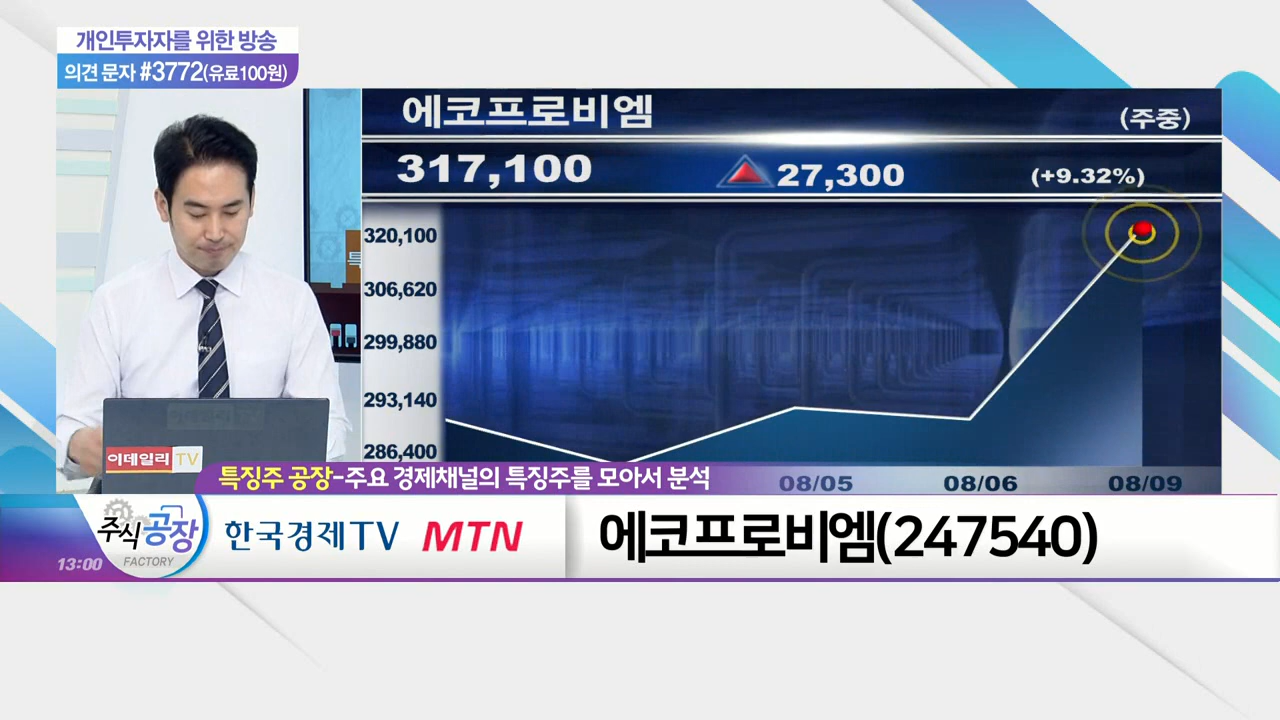 개인투자자를 위한 방송
의견 문자 #3772(유료100원)
에코프로비엠
(주중)
317,100
27,300
(+9.32%)
320,100
306,620
299,880
293,140
286,400
특
이데일리TV
특징주 공장-주요 경제채널의 특징주를 모아서 분석
08/05
08/06
08/09
주식공장
FACTORY
13:00
한국경제TV
MTN
에코프로비엠(247540)